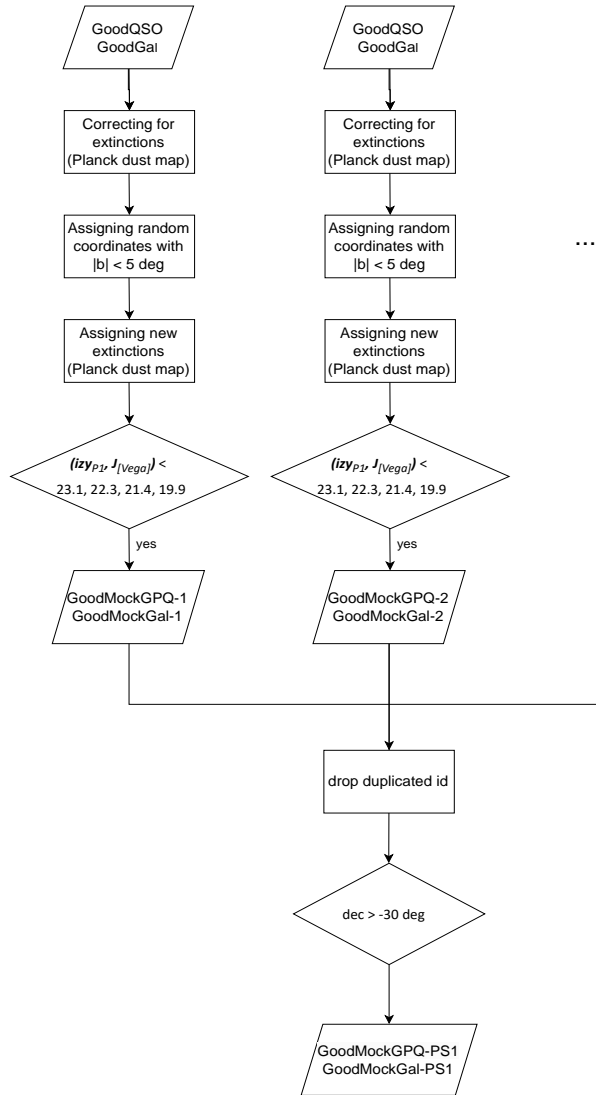 GoodQSO
GoodGal
Correcting for
extinctions
(Planck dust map)
Assigning random
coordinates with
|b| < 5 deg
Assigning new
extinctions
(Planck dust map)
(izyP1, J[Vega]) <
23.1, 22.3, 21.4, 19.9
yes
GoodMockGPQ-1
GoodMockGal-1
GoodQSO
GoodGal
Correcting for
extinctions
(Planck dust map)
Assigning random
coordinates with
|b| < 5 deg
Assigning new
extinctions
(Planck dust map)
(izyP1, J[Vega]) <
23.1, 22.3, 21.4, 19.9
yes
GoodMockGPQ-2
GoodMockGal-2
...
drop duplicated id
dec > -30 deg
GoodMockGPQ-PS1
GoodMockGal-PS1